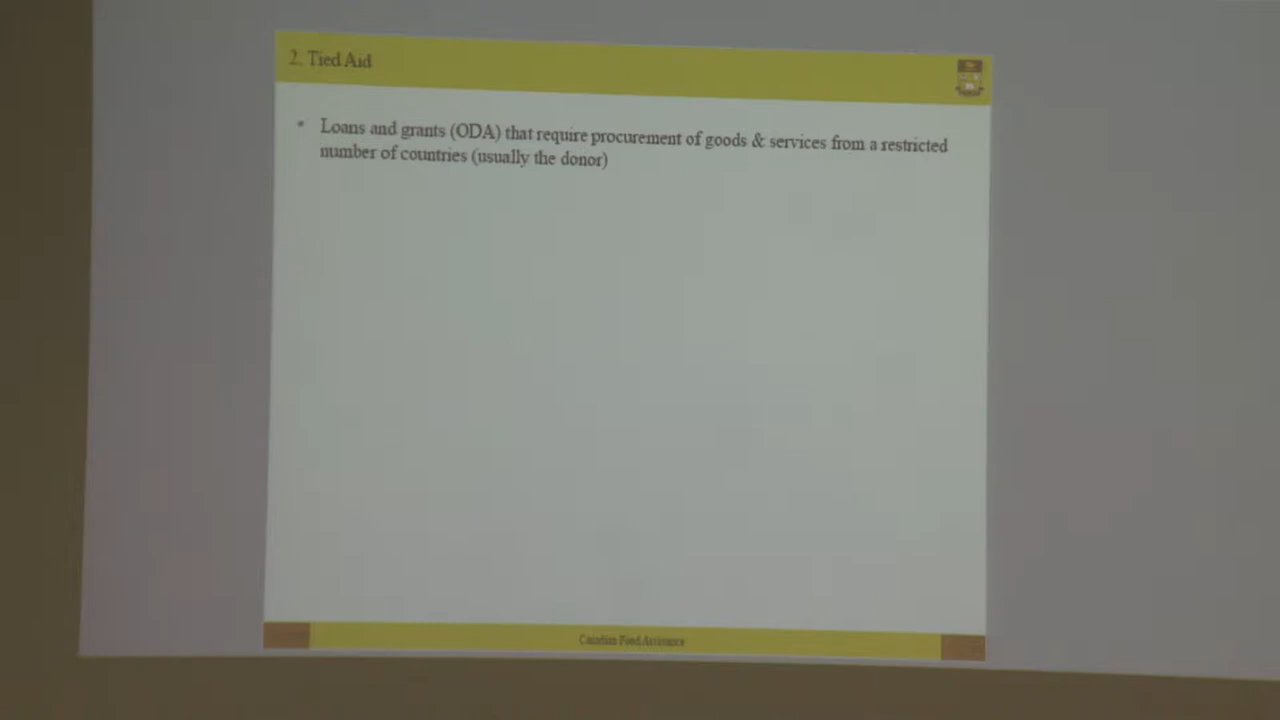 2. Tied Aid
* Loans and grants (ODA) that require procurement of goods & services from a restricted
number of countries (usually the donor)
Canadian Food Assistance